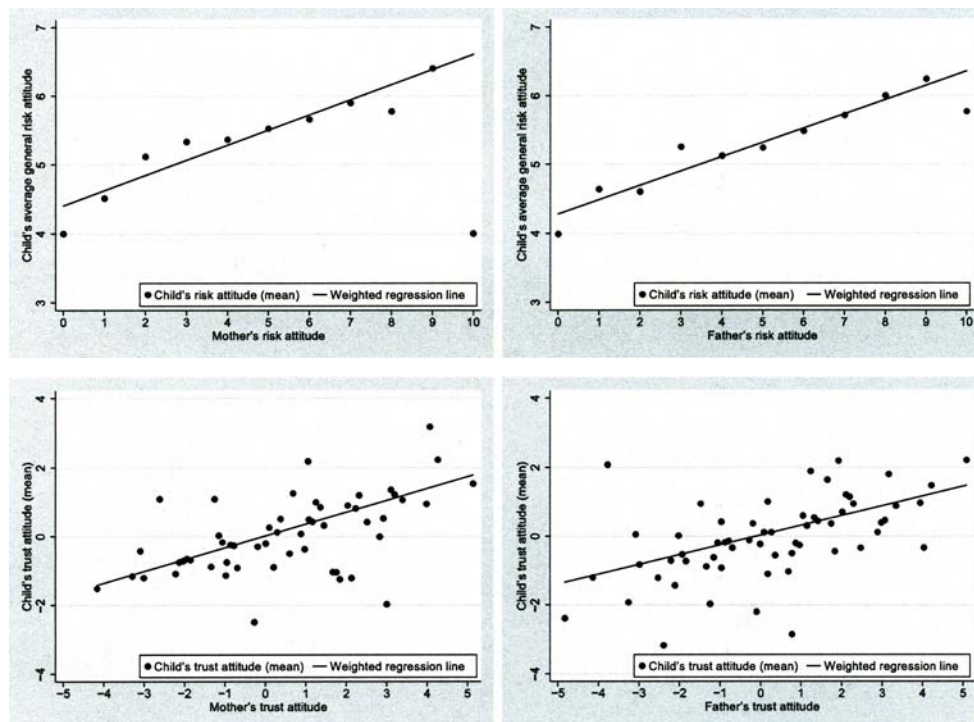 Child's average general risk attitude
7
6
5
4
3
Child's risk attitude (mean) Weighted regression line
0 1 2 3 4 5 6 7 8 9 10
Mother's risk attitude
Child's average general risk attitude
7
6
5
4
3
Child's risk attitude (mean) Weighted regression line
0 1 2 3 4 5 6 7 8 9 10
Father's risk attitude
Child's trust attitude (mean)
4
2
0
-2
-4
Child's trust attitude (mean) Weighted regression line
-5 -4 -3 -2 -1 0 1 2 3 4 5
Mother's trust attitude
Child's trust attitude (mean)
4
2
0
-2
-4
Child's trust attitude (mean) Weighted regression line
-5 -4 -3 -2 -1 0 1 2 3 4 5
Father's trust attitude